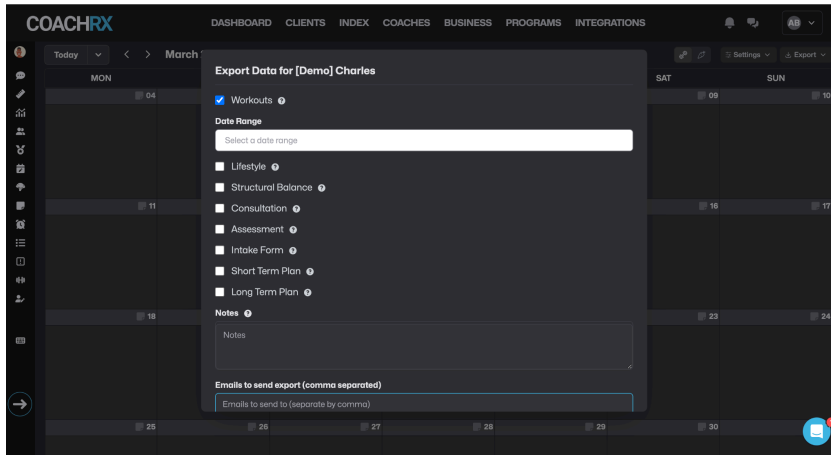 COACHRX
DASHBOARD CLIENTS INDEX COACHES BUSINESS PROGRAMS INTEGRATIONS
AB
Today
March
Settings
Export
MON
SAT
SUN
Export Data for [Demo] Charles
Workouts
Date Range
Select a date range
Lifestyle
Structural Balance
Consultation
Assessment
Intake Form
Short Term Plan
Long Term Plan
Notes
Notes
Emails to send export (comma separated)
Emails to send to (separate by comma)
04
09
10
11
16
17
18
23
24
25
26
27
28
29
30